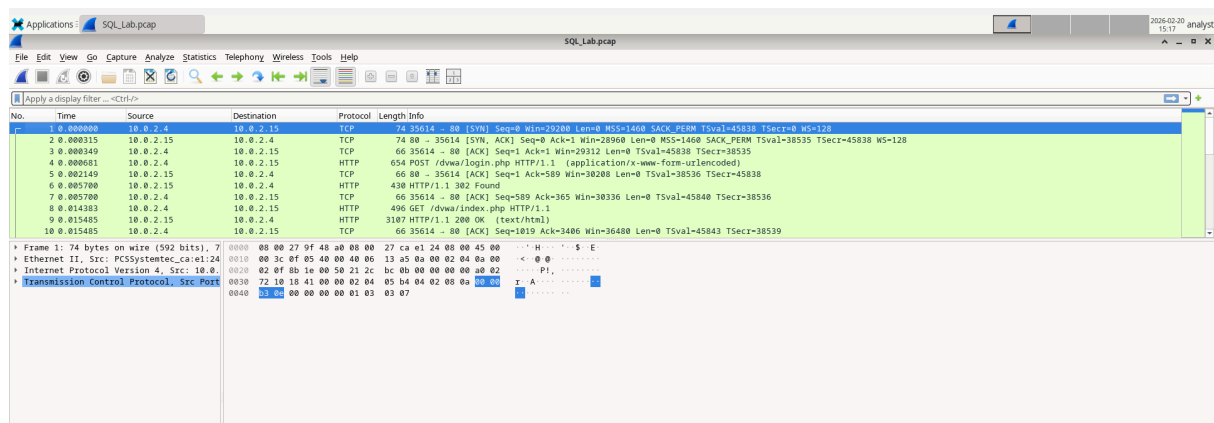 Applications SQL_Lab.pcap 2026-02-20 15:17 analyst
SQL_Lab.pcap
File Edit View Go Capture Analyze Statistics Telephony Wireless Tools Help
Apply a display filter ... <Ctrl-/>
No. Time Source Destination Protocol Length Info
1 0.000000 10.0.2.4 10.0.2.15 TCP 74 35614 → 80 [SYN] Seq=0 Win=29200 Len=0 MSS=1460 SACK_PERM TSval=45838 TSecr=0 WS=128
2 0.000315 10.0.2.15 10.0.2.4 TCP 74 80 → 35614 [SYN, ACK] Seq=0 Ack=1 Win=28960 Len=0 MSS=1460 SACK_PERM TSval=38535 TSecr=45838 WS=128
3 0.000349 10.0.2.4 10.0.2.15 TCP 66 35614 → 80 [ACK] Seq=1 Ack=1 Win=29312 Len=0 TSval=45838 TSecr=38535
4 0.000681 10.0.2.4 10.0.2.15 HTTP 654 POST /dvwa/login.php HTTP/1.1 (application/x-www-form-urlencoded)
5 0.002149 10.0.2.15 10.0.2.4 TCP 66 80 → 35614 [ACK] Seq=1 Ack=589 Win=30208 Len=0 TSval=38536 TSecr=45838
6 0.005700 10.0.2.15 10.0.2.4 HTTP 430 HTTP/1.1 302 Found
7 0.005700 10.0.2.4 10.0.2.15 TCP 66 35614 → 80 [ACK] Seq=589 Ack=365 Win=30336 Len=0 TSval=45840 TSecr=38536
8 0.014383 10.0.2.4 10.0.2.15 HTTP 496 GET /dvwa/index.php HTTP/1.1
9 0.015485 10.0.2.15 10.0.2.4 HTTP 3107 HTTP/1.1 200 OK (text/html)
10 0.015485 10.0.2.4 10.0.2.15 TCP 66 35614 → 80 [ACK] Seq=1019 Ack=3406 Win=36480 Len=0 TSval=45843 TSecr=38539
Frame 1: 74 bytes on wire (592 bits), 7
Ethernet II, Src: PCSSystemtec_ca:e1:24
Internet Protocol Version 4, Src: 10.0.
Transmission Control Protocol, Src Port
0000 08 00 27 9f 48 a0 08 00 27 ca e1 24 08 00 45 00 ··'·H··· '··$··E·
0010 00 3c 0f 05 40 00 40 06 13 a5 0a 00 02 04 0a 00 ·<··@·@· ········
0020 02 0f 8b 1e 00 50 21 2c bc 0b 00 00 00 00 a0 02 ·····P!, ········
0030 72 10 18 41 00 00 02 04 05 b4 04 02 08 0a 00 00 r··A···· ········
0040 b3 0e 00 00 00 00 01 03 03 07 ········ ··